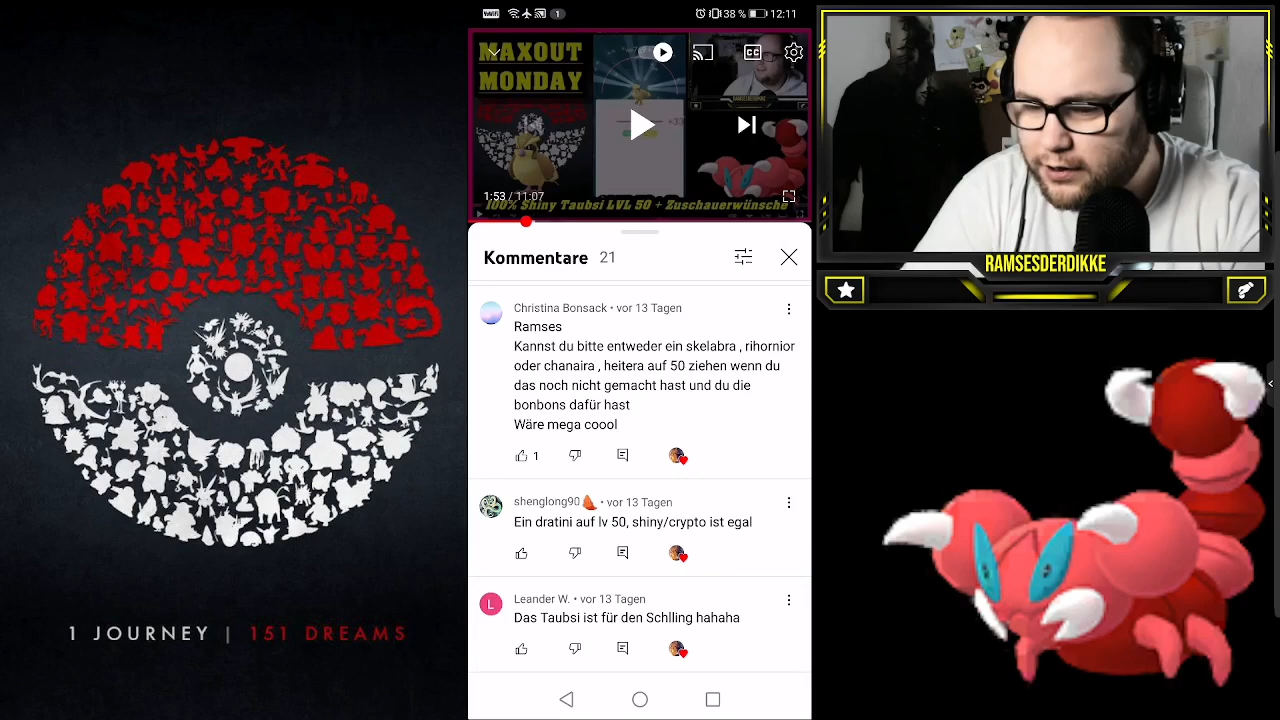 1 JOURNEY | 151 DREAMS
VoWiFi
1
38 %
12:11
MAXOUT
MONDAY
CC
RAMSESDERDIKKE
1:53 / 11:07
100% Shiny Taubsi LVL 50 + Zuschauerwünsche
Kommentare 21
Christina Bonsack • vor 13 Tagen
Ramses
Kannst du bitte entweder ein skelabra , rihornior
oder chanaira , heitera auf 50 ziehen wenn du
das noch nicht gemacht hast und du die
bonbons dafür hast
Wäre mega coool
1
shenglong90 • vor 13 Tagen
Ein dratini auf lv 50, shiny/crypto ist egal
L
Leander W. • vor 13 Tagen
Das Taubsi ist für den Schlling hahaha
RAMSESDERDIKKE